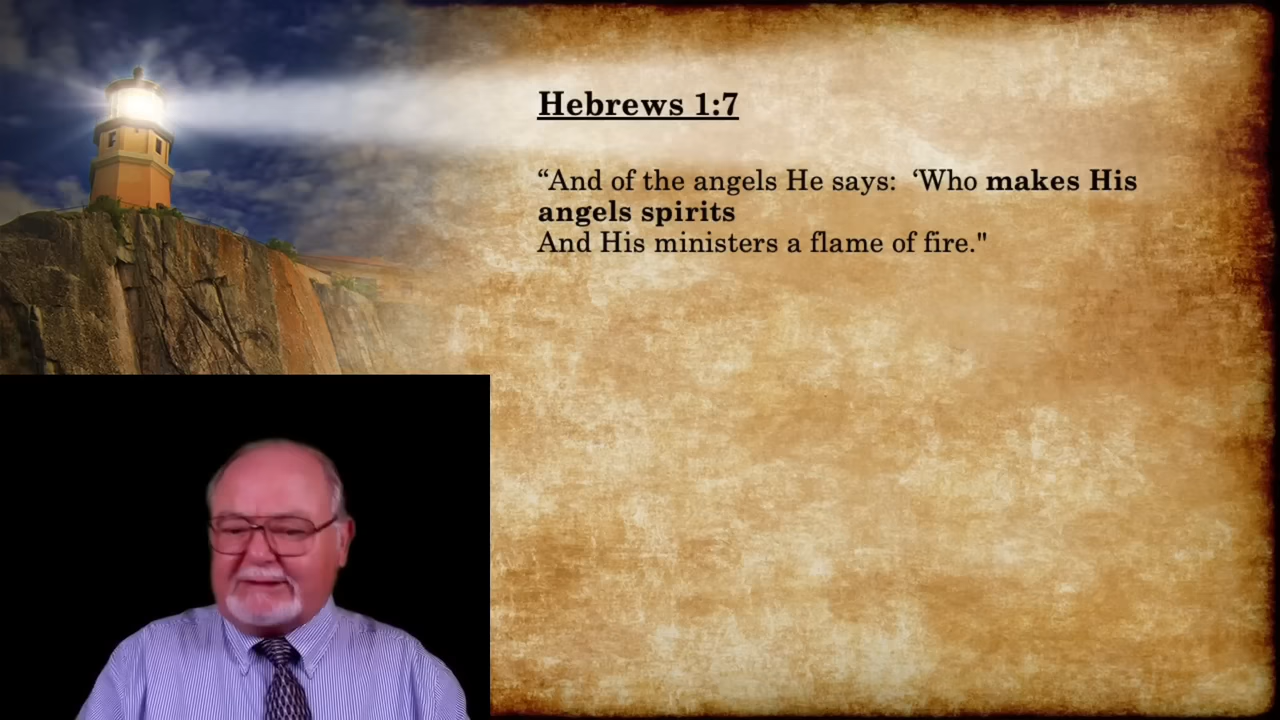 Hebrews 1:7
“And of the angels He says:  ‘Who makes His
angels spirits
And His ministers a flame of fire."